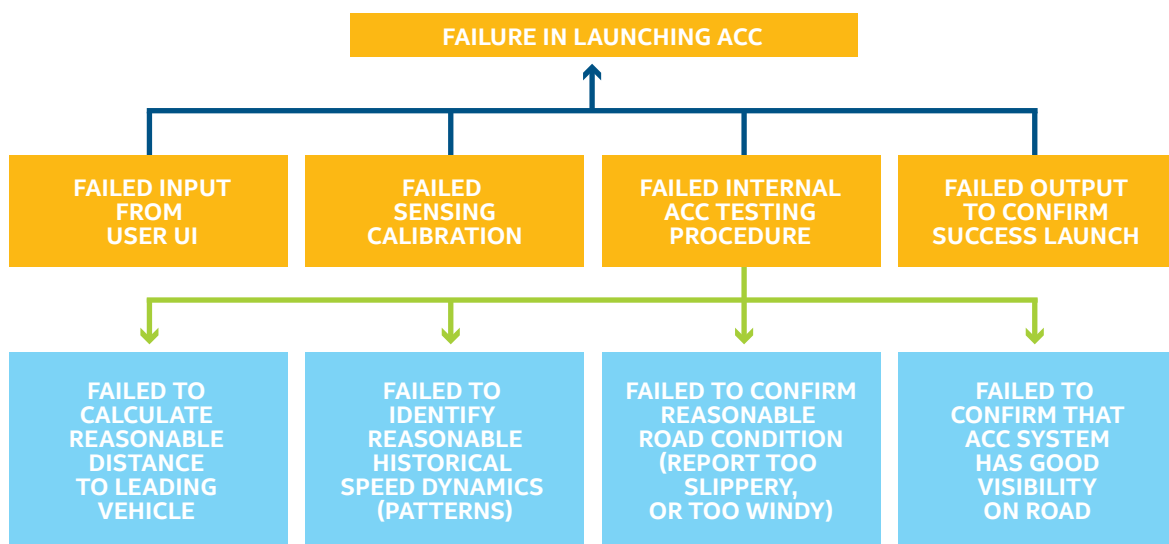 FAILURE IN LAUNCHING ACC
FAILED INPUT
FROM
USER UI
FAILED
SENSING
CALIBRATION
FAILED INTERNAL
ACC TESTING
PROCEDURE
FAILED OUTPUT
TO CONFIRM
SUCCESS LAUNCH
FAILED TO
CALCULATE
REASONABLE
DISTANCE
TO LEADING
VEHICLE
FAILED TO
IDENTIFY
REASONABLE
HISTORICAL
SPEED DYNAMICS
(PATTERNS)
FAILED TO CONFIRM
REASONABLE
ROAD CONDITION
(REPORT TOO
SLIPPERY,
OR TOO WINDY)
FAILED TO
CONFIRM THAT
ACC SYSTEM
HAS GOOD
VISIBILITY
ON ROAD